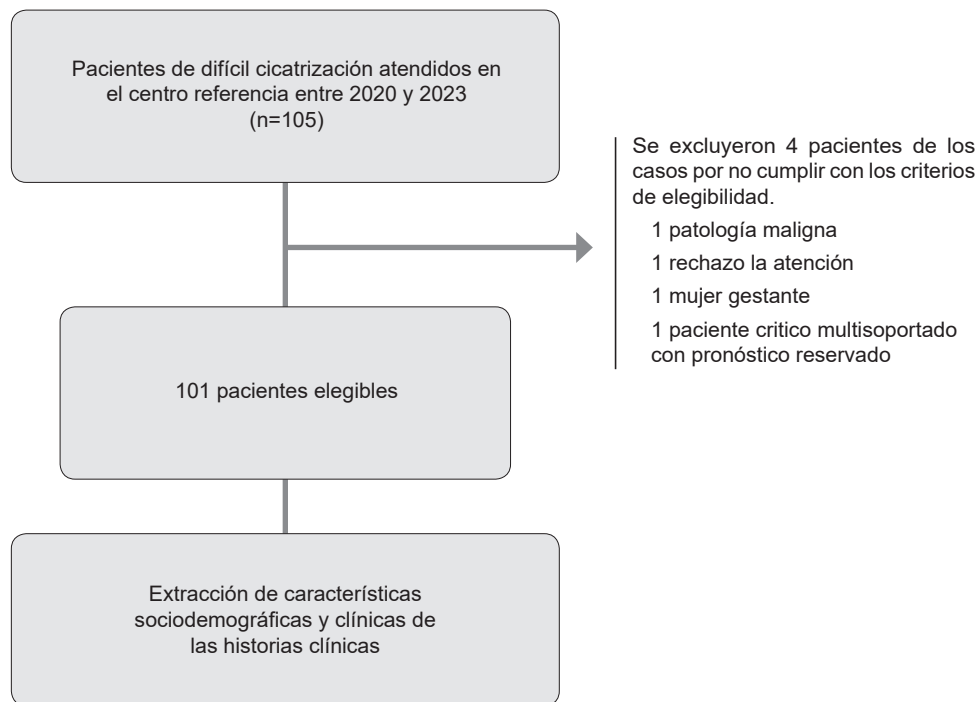 Pacientes de difícil cicatrización atendidos en
el centro referencia entre 2020 y 2023
(n=105)
Se excluyeron 4 pacientes de los
casos por no cumplir con los criterios
de elegibilidad.
1 patología maligna
1 rechazo la atención
1 mujer gestante
1 paciente critico multisoportado
con pronóstico reservado
101 pacientes elegibles
Extracción de características
sociodemográficas y clínicas de
las historias clínicas